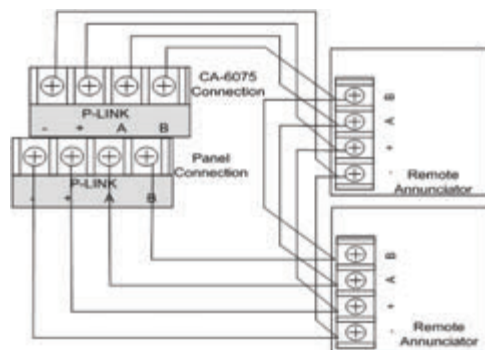 CA-6075
Connection
P-LINK
- + A B
Panel
Connection
P-LINK
- + A B
B
A
+
-
Remote
Annunciator
B
A
+
-
Remote
Annunciator